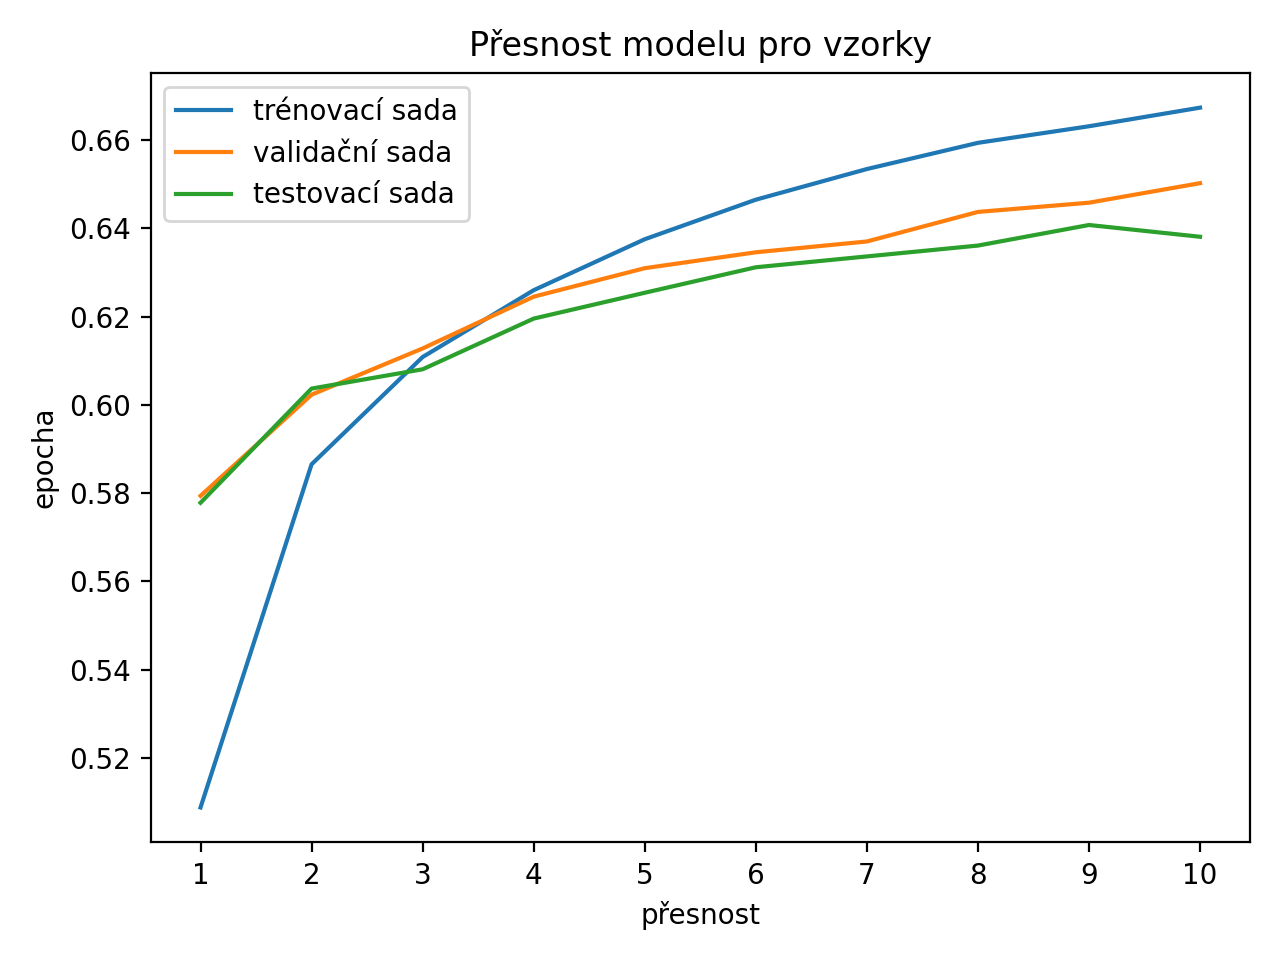 Přesnost modelu pro vzorky
trénovací sada
validační sada
testovací sada
0.66
0.64
0.62
0.60
0.58
0.56
0.54
0.52
epocha
1 2 3 4 5 6 7 8 9 10
přesnost